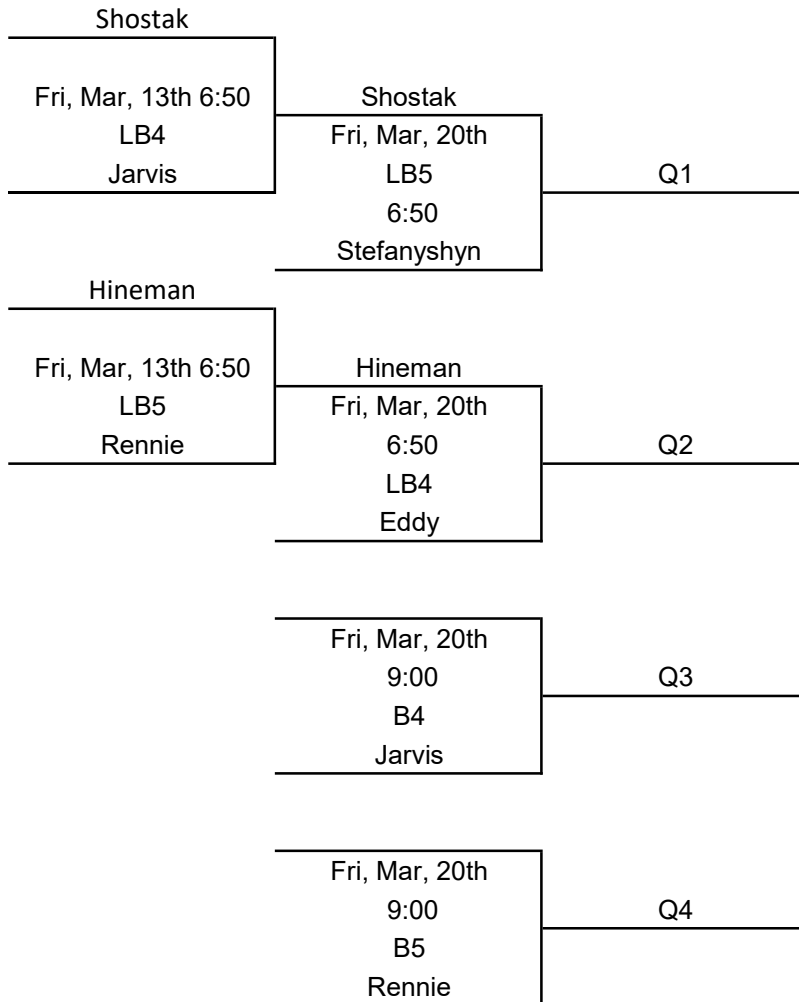 Shostak
Fri, Mar, 13th 6:50
LB4
Jarvis
Shostak
Fri, Mar, 20th
LB5
6:50
Stefanyshyn
Q1
Hineman
Fri, Mar, 13th 6:50
LB5
Rennie
Hineman
Fri, Mar, 20th
6:50
LB4
Eddy
Q2
Fri, Mar, 20th
9:00
B4
Jarvis
Q3
Fri, Mar, 20th
9:00
B5
Rennie
Q4